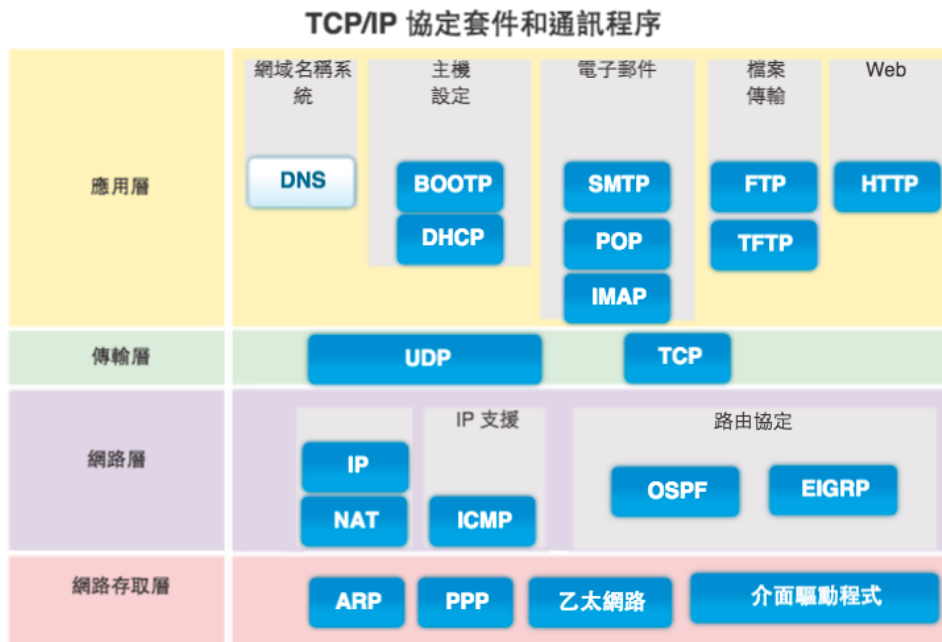 TCP/IP 協定套件和通訊程序
應用層
網域名稱系
統
DNS
主機
設定
BOOTP
DHCP
電子郵件
SMTP
POP
IMAP
檔案
傳輸
FTP
TFTP
Web
HTTP
傳輸層
UDP
TCP
網路層
IP
NAT
IP 支援
ICMP
路由協定
OSPF
EIGRP
網路存取層
ARP
PPP
乙太網路
介面驅動程式